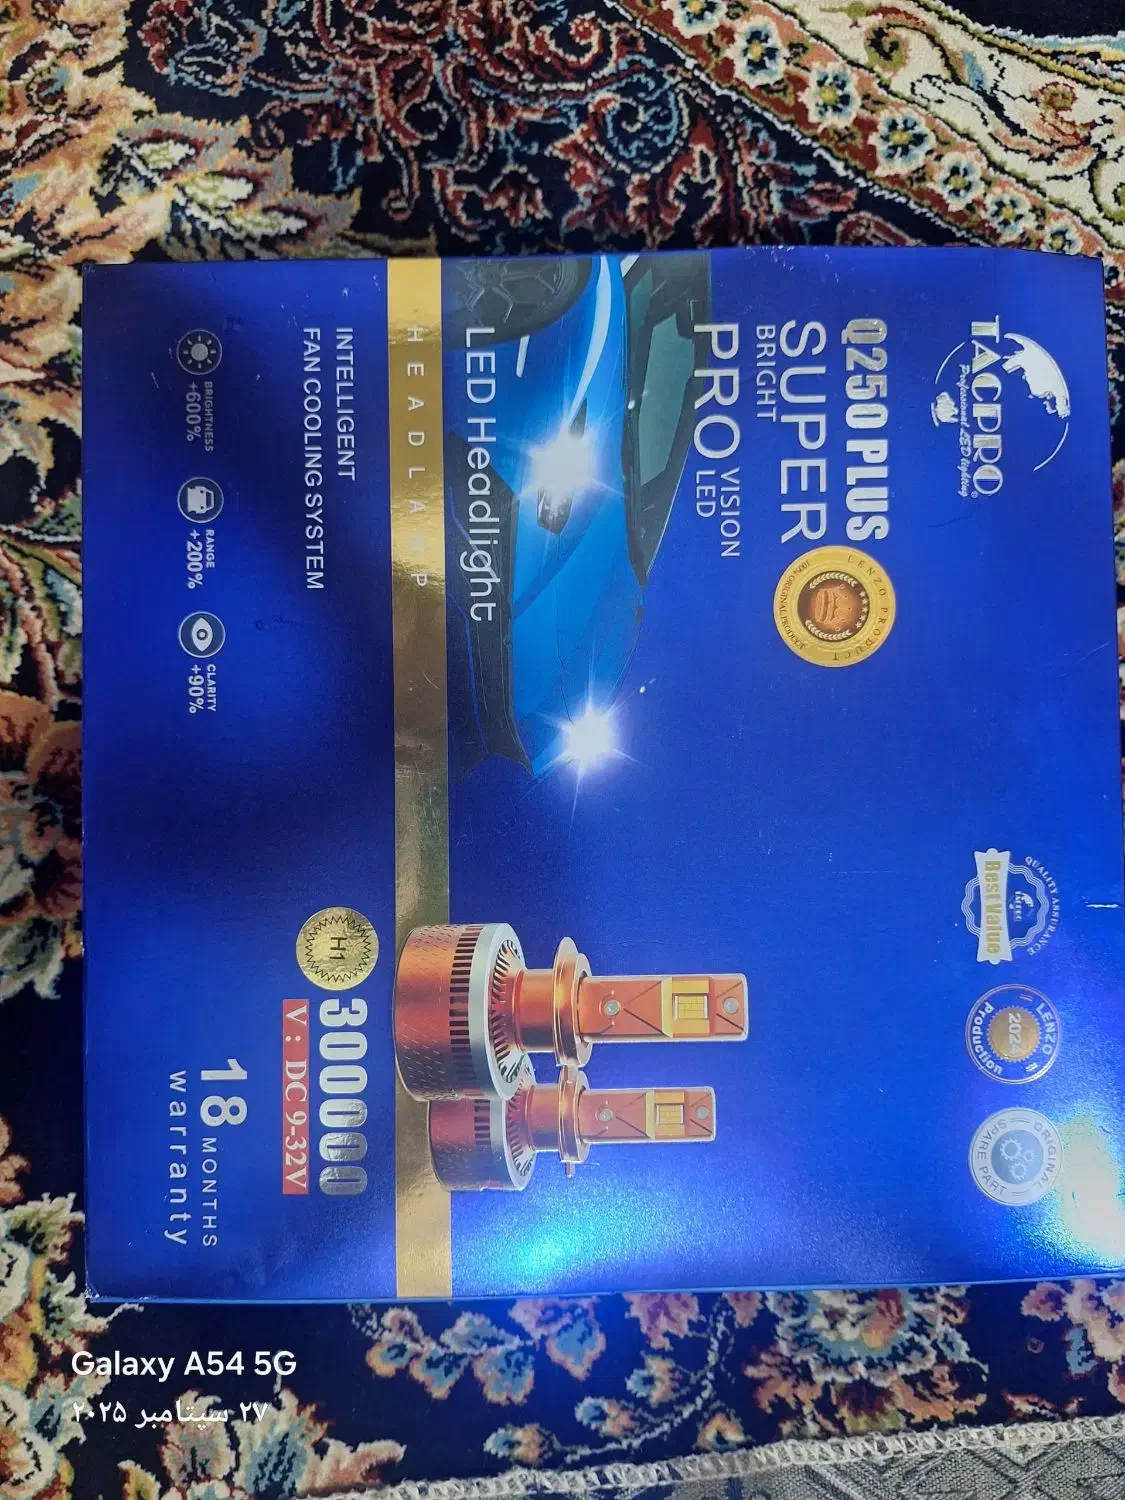 TACPRO®
Professional LED lighting
QUALITY ASSURANCE
Best Value
LENZO
2024
Production
ORIGINAL
SPARE PART
Q250 PLUS
SUPER
BRIGHT
PRO VISION
LED
LENZO PRODUCT
100% ORIGINAL PRODUCT
LED Headlight
HEADLAMP
INTELLIGENT
FAN COOLING SYSTEM
BRIGHTNESS
+600%
RANGE
+200%
CLARITY
+90%
H1
300000
V: DC 9-32V
18 MONTHS
warranty
Galaxy A54 5G
۲۷ سپتامبر ۲۰۲۵